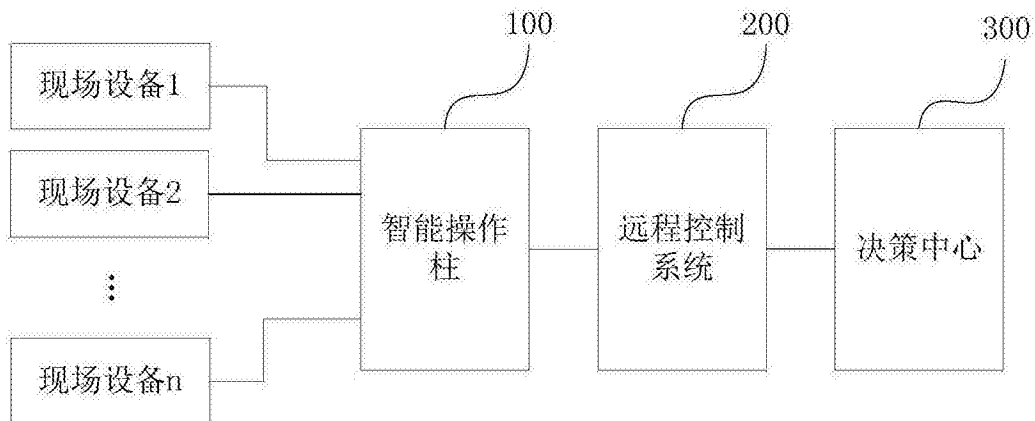 100
200
300
现场设备1
现场设备2
⋮
现场设备n
智能操作
柱
远程控制
系统
决策中心